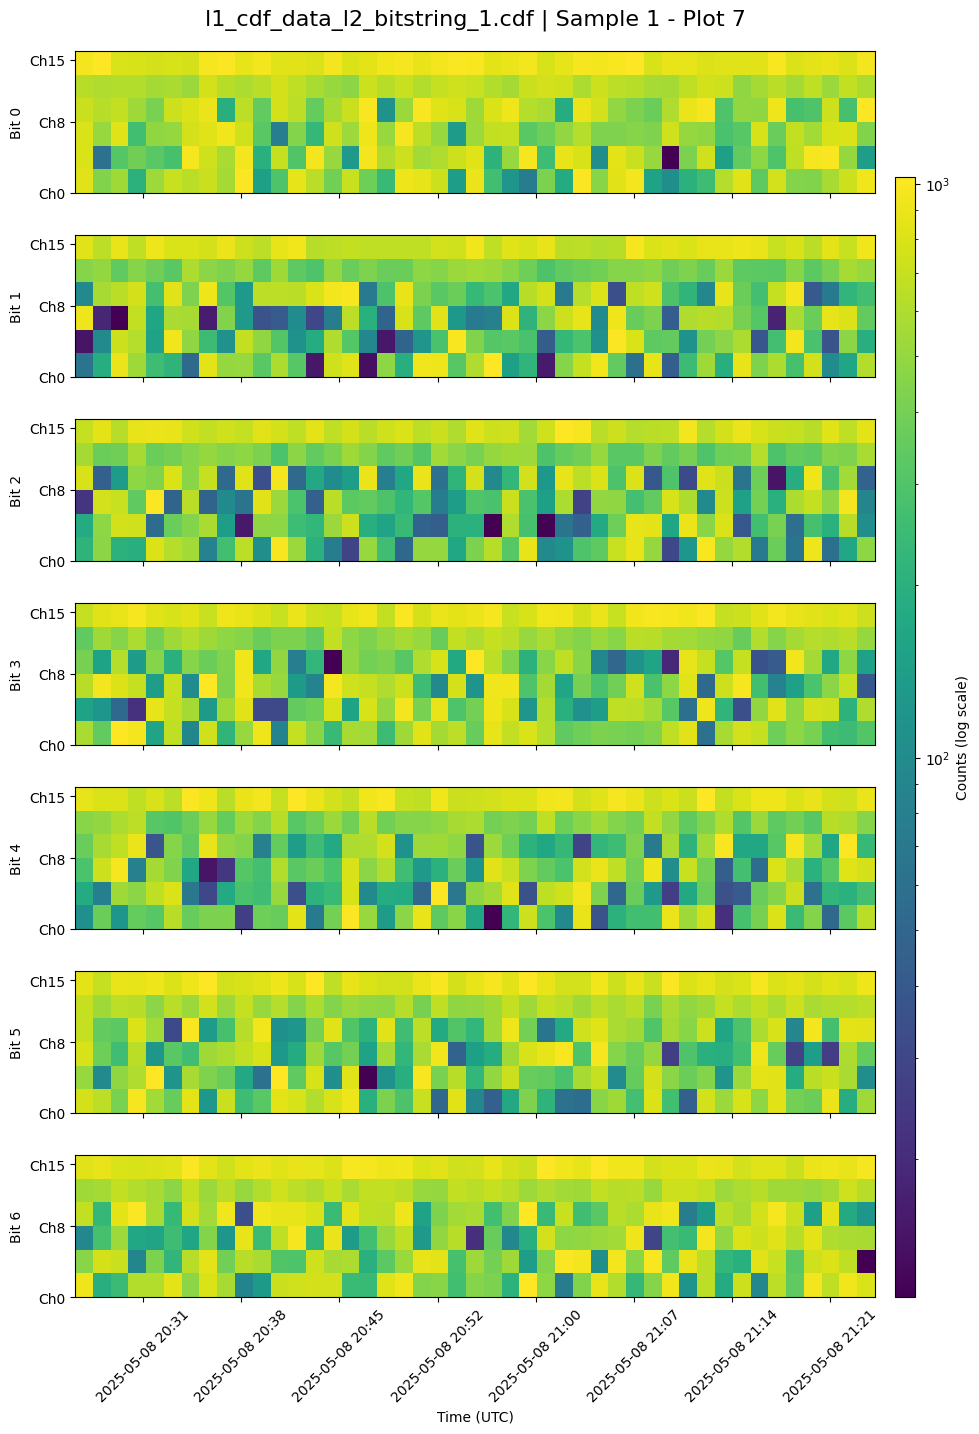 l1_cdf_data_l2_bitstring_1.cdf | Sample 1 - Plot 7
Bit 0
Ch15
Ch8
Ch0
Bit 1
Ch15
Ch8
Ch0
Bit 2
Ch15
Ch8
Ch0
Bit 3
Ch15
Ch8
Ch0
Bit 4
Ch15
Ch8
Ch0
Bit 5
Ch15
Ch8
Ch0
Bit 6
Ch15
Ch8
Ch0
2025-05-08 20:31
2025-05-08 20:38
2025-05-08 20:45
2025-05-08 20:52
2025-05-08 21:00
2025-05-08 21:07
2025-05-08 21:14
2025-05-08 21:21
Time (UTC)
10³
10²
Counts (log scale)